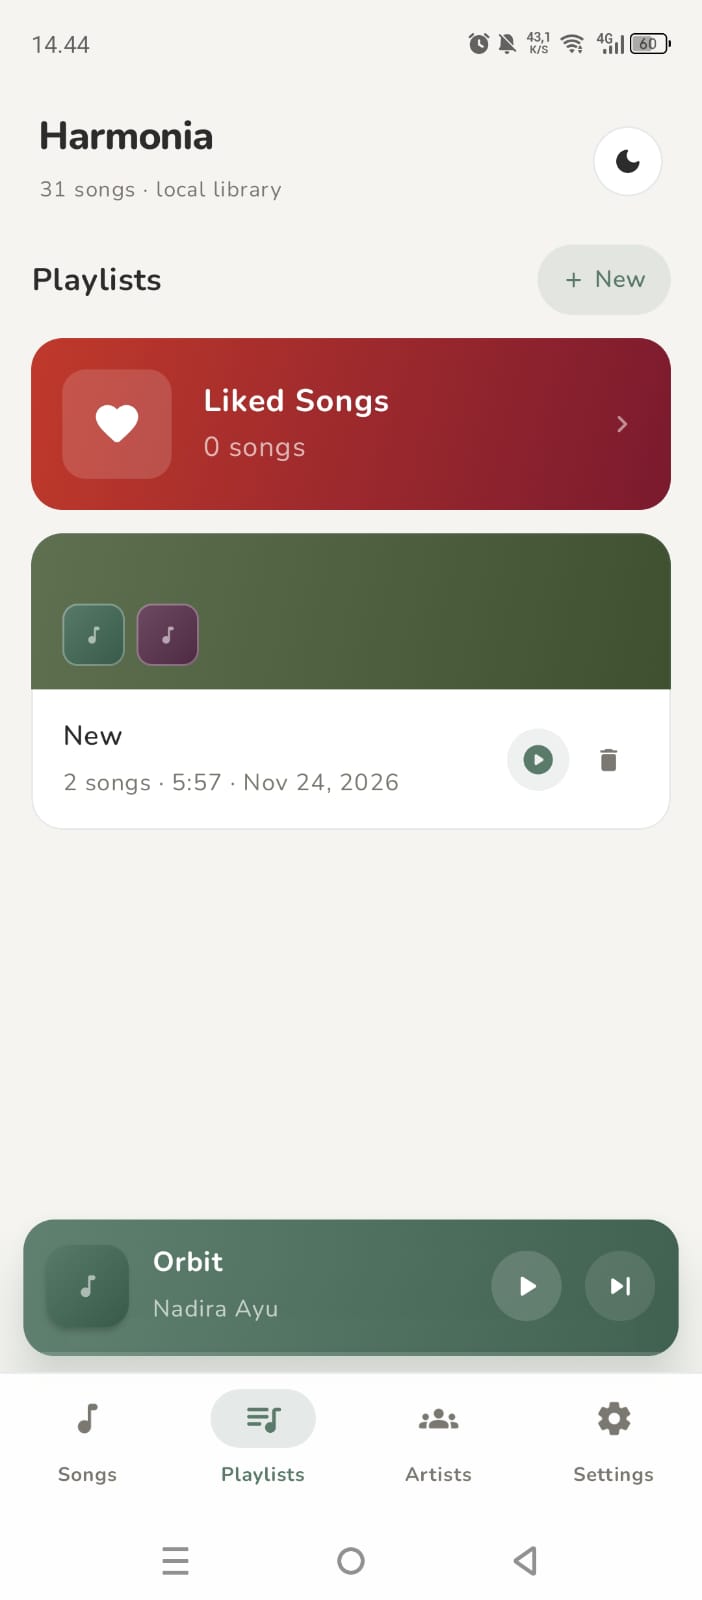 14.44
43,1
K/S
4G
60
Harmonia
31 songs · local library
Playlists
+ New
Liked Songs
0 songs
New
2 songs · 5:57 · Nov 24, 2026
Orbit
Nadira Ayu
Songs
Playlists
Artists
Settings